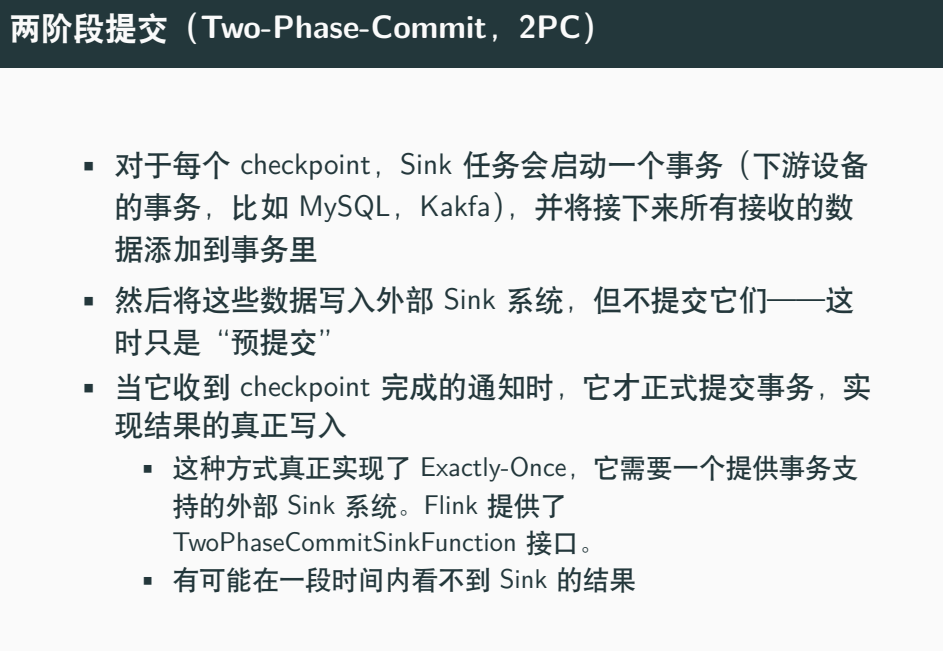 两阶段提交（Two-Phase-Commit，2PC）
▪ 对于每个 checkpoint，Sink 任务会启动一个事务（下游设备
的事务，比如 MySQL，Kakfa），并将接下来所有接收的数
据添加到事务里
▪ 然后将这些数据写入外部 Sink 系统，但不提交它们——这
时只是“预提交”
▪ 当它收到 checkpoint 完成的通知时，它才正式提交事务，实
现结果的真正写入
▪ 这种方式真正实现了 Exactly-Once，它需要一个提供事务支
持的外部 Sink 系统。Flink 提供了
TwoPhaseCommitSinkFunction 接口。
▪ 有可能在一段时间内看不到 Sink 的结果